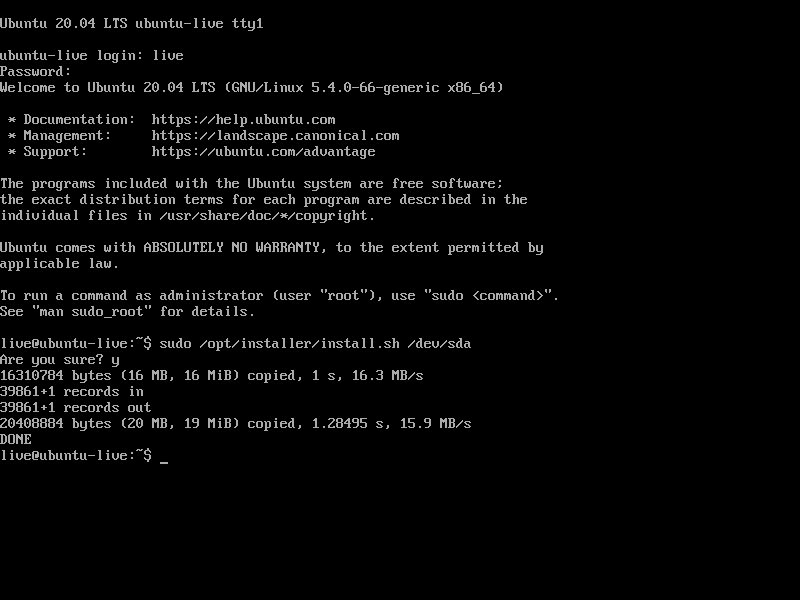 Ubuntu 20.04 LTS ubuntu-live tty1
ubuntu-live login: live
Password:
Welcome to Ubuntu 20.04 LTS (GNU/Linux 5.4.0-66-generic x86_64)
* Documentation:  https://help.ubuntu.com
* Management:     https://landscape.canonical.com
* Support:        https://ubuntu.com/advantage
The programs included with the Ubuntu system are free software;
the exact distribution terms for each program are described in the
individual files in /usr/share/doc/*/copyright.
Ubuntu comes with ABSOLUTELY NO WARRANTY, to the extent permitted by
applicable law.
To run a command as administrator (user "root"), use "sudo <command>".
See "man sudo_root" for details.
live@ubuntu-live:~$ sudo /opt/installer/install.sh /dev/sda
Are you sure? y
16310784 bytes (16 MB, 16 MiB) copied, 1 s, 16.3 MB/s
39861+1 records in
39861+1 records out
20408884 bytes (20 MB, 19 MiB) copied, 1.28495 s, 15.9 MB/s
DONE
live@ubuntu-live:~$ _